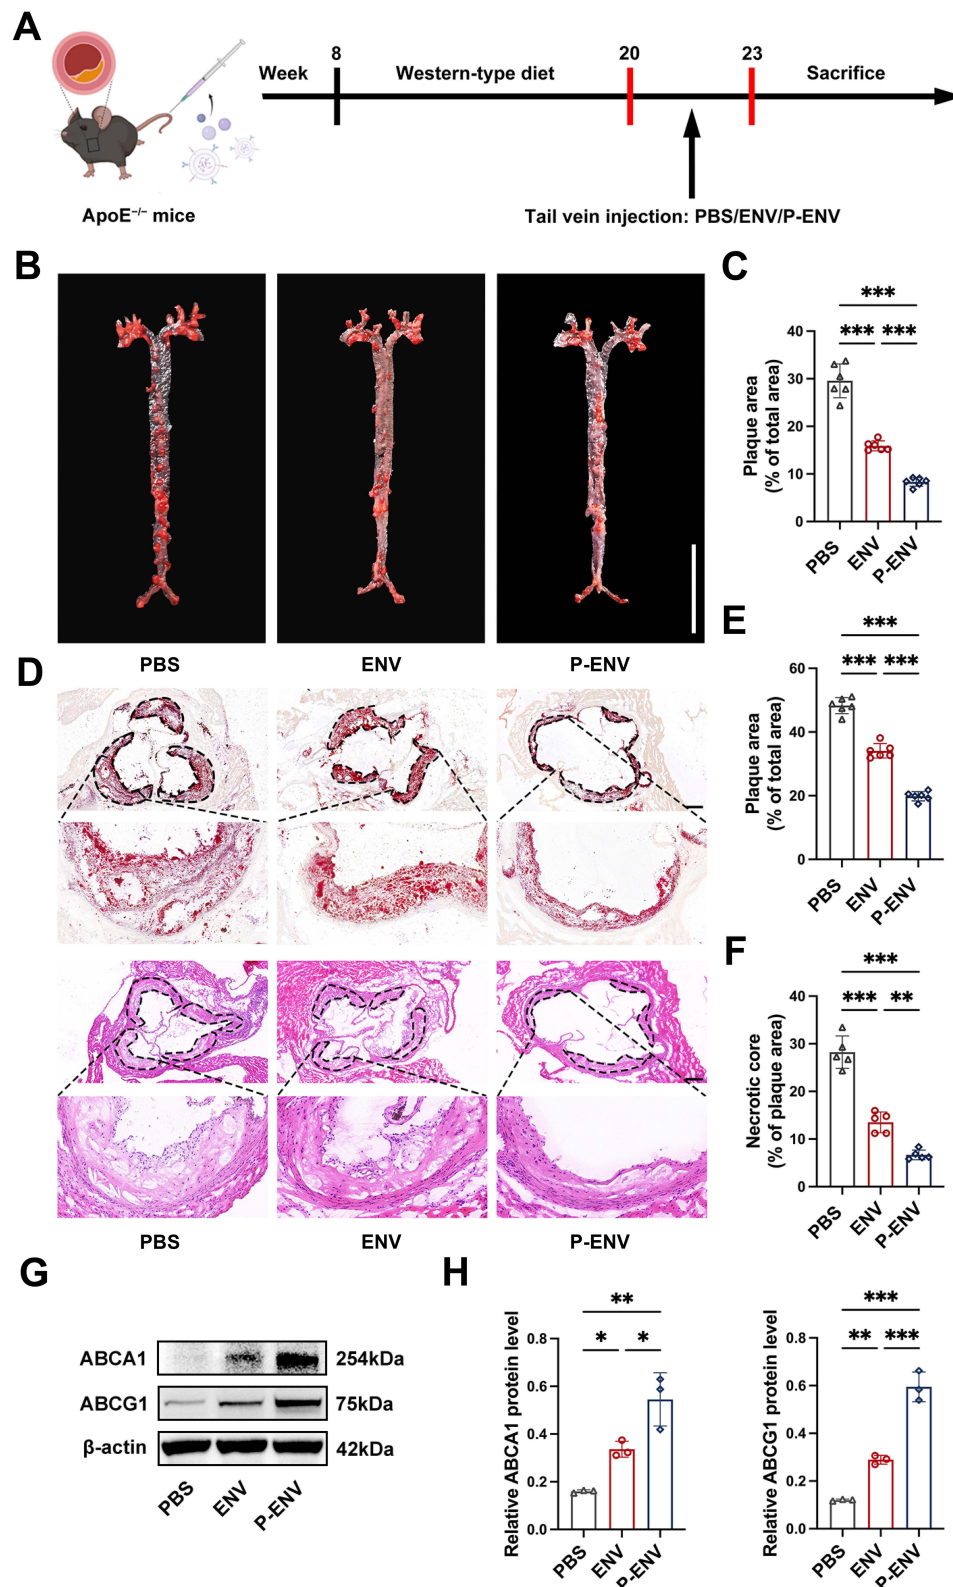 A
Week
8
Western-type diet
20
23
Sacrifice
ApoE–/– mice
Tail vein injection: PBS/ENV/P-ENV
B
PBS
ENV
P-ENV
C
***
*** ***
Plaque area
(% of total area)
40
30
20
10
0
PBS
ENV
P-ENV
D
PBS
ENV
P-ENV
E
***
*** ***
Plaque area
(% of total area)
60
40
20
0
PBS
ENV
P-ENV
F
***
*** **
Necrotic core
(% of plaque area)
40
30
20
10
0
PBS
ENV
P-ENV
G
ABCA1 254kDa
ABCG1 75kDa
β-actin 42kDa
PBS
ENV
P-ENV
H
**
* *
Relative ABCA1 protein level
0.8
0.6
0.4
0.2
0.0
PBS
ENV
P-ENV
***
** ***
Relative ABCG1 protein level
0.8
0.6
0.4
0.2
0.0
PBS
ENV
P-ENV